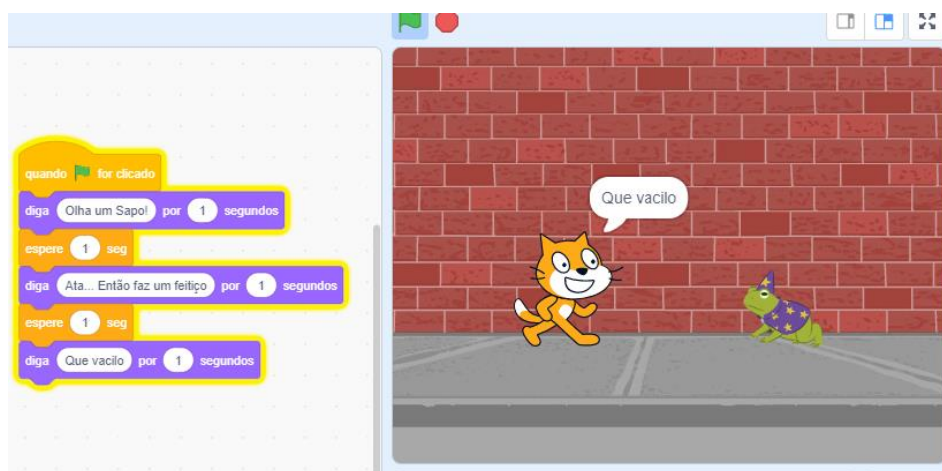 quando for clicado
diga Olha um Sapo! por 1 segundos
espere 1 seg
diga Ata... Então faz um feitiço por 1 segundos
espere 1 seg
diga Que vacilo por 1 segundos
Que vacilo